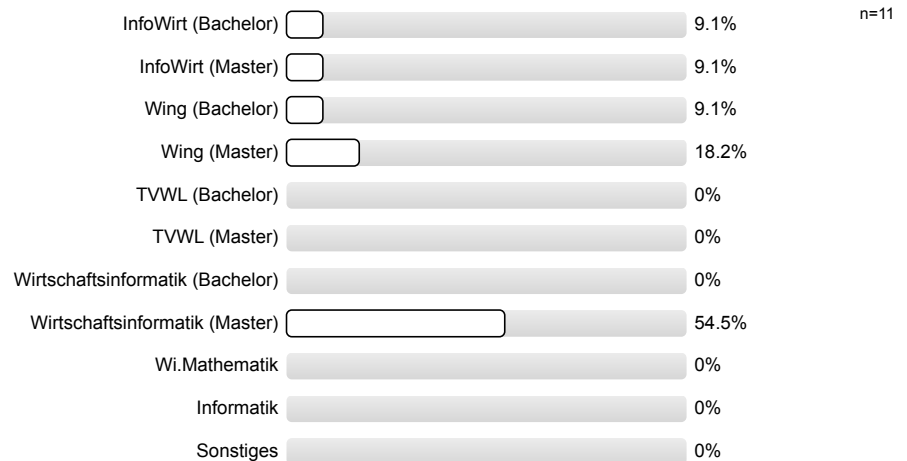 InfoWirt (Bachelor) 9.1% n=11
InfoWirt (Master) 9.1%
Wing (Bachelor) 9.1%
Wing (Master) 18.2%
TVWL (Bachelor) 0%
TVWL (Master) 0%
Wirtschaftsinformatik (Bachelor) 0%
Wirtschaftsinformatik (Master) 54.5%
Wi.Mathematik 0%
Informatik 0%
Sonstiges 0%